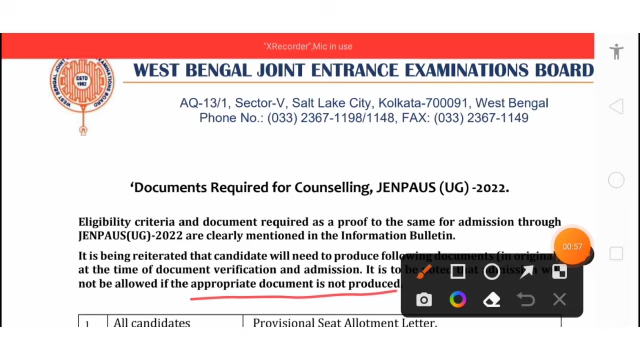 "XRecorder", Mic in use
WEST BENGAL JOINT ENTRANCE EXAMINATIONS BOARD
AQ-13/1, Sector-V, Salt Lake City, Kolkata-700091, West Bengal
Phone No.: (033) 2367-1198/1148, FAX: (033) 2367-1149
‘Documents Required for Counselling, JENPAUS (UG) -2022.
Eligibility criteria and document required as a proof to the same for admission through
JENPAUS(UG)-2022 are clearly mentioned in the Information Bulletin.
00:57
It is being reiterated that candidate will need to produce following documents (in original)
at the time of document verification and admission. It is to be noted that admission
not be allowed if the appropriate document is not produced
1 All candidates Provisional Seat Allotment Letter.